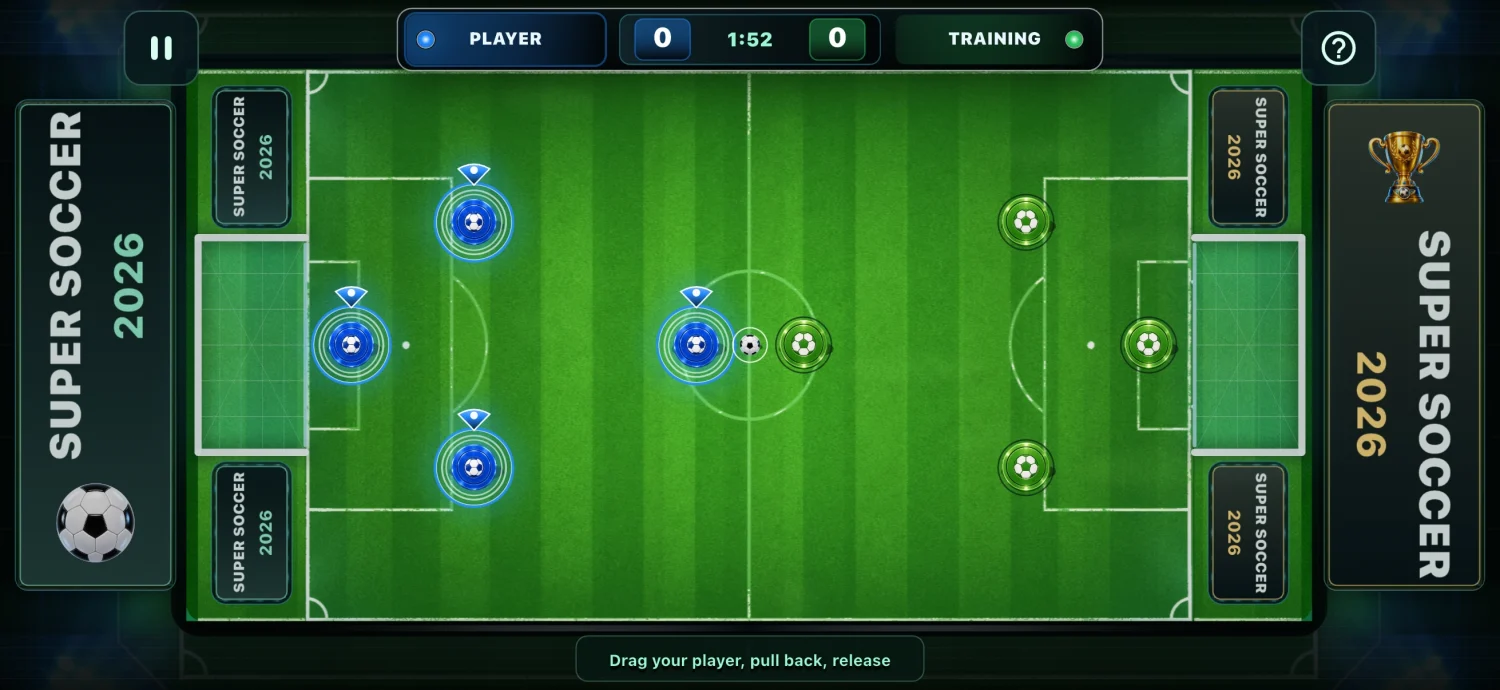 PLAYER
0
1:52
0
TRAINING
SUPER SOCCER
2026
SUPER SOCCER
2026
SUPER SOCCER
2026
SUPER SOCCER
2026
SUPER SOCCER
2026
SUPER SOCCER
2026
Drag your player, pull back, release